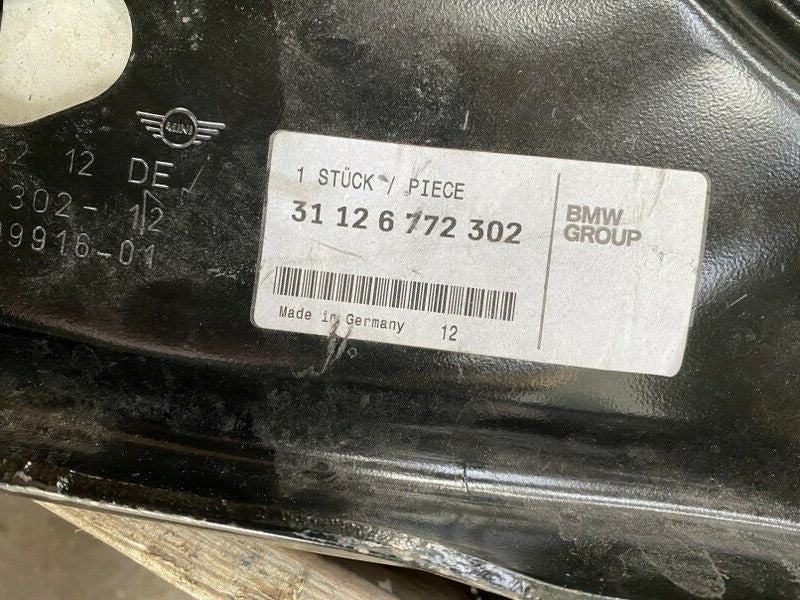 MINI
12 DE
302-12
9916-01
1 STÜCK / PIECE
31 12 6 772 302
Made in Germany 12
BMW
GROUP